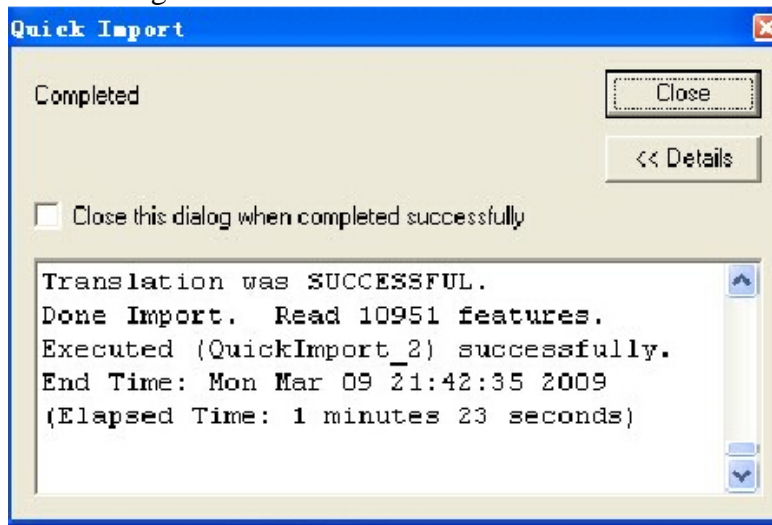 Quick Import
Completed
Close
<< Details
Close this dialog when completed successfully
Translation was SUCCESSFUL.
Done Import.  Read 10951 features.
Executed (QuickImport_2) successfully.
End Time: Mon Mar 09 21:42:35 2009
(Elapsed Time: 1 minutes 23 seconds)